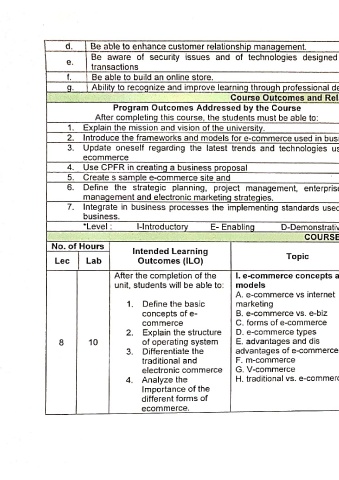 d. Be able to enhance customer relationship management.
e. Be aware of security issues and of technologies designed
transactions
f. Be able to build an online store.
g. Ability to recognize and improve learning through professional de
Course Outcomes and Rel
Program Outcomes Addressed by the Course
After completing this course, the students must be able to:
1. Explain the mission and vision of the university.
2. Introduce the frameworks and models for e-commerce used in busi
3. Update oneself regarding the latest trends and technologies us
ecommerce
4. Use CPFR in creating a business proposal
5. Create s sample e-commerce site and
6. Define the strategic planning, project management, enterprise
management and electronic marketing strategies.
7. Integrate in business processes the implementing standards used
business.
*Level : I-Introductory E- Enabling D-Demonstrativ
COURSE
No. of Hours
Lec Lab
Intended Learning
Outcomes (ILO)
Topic
8
10
After the completion of the
unit, students will be able to:
1. Define the basic
concepts of e-
commerce
2. Explain the structure
of operating system
3. Differentiate the
traditional and
electronic commerce
4. Analyze the
Importance of the
different forms of
ecommerce.
I. e-commerce concepts a
models
A. e-commerce vs internet
marketing
B. e-commerce vs. e-biz
C. forms of e-commerce
D. e-commerce types
E. advantages and dis
advantages of e-commerce
F. m-commerce
G. V-commerce
H. traditional vs. e-commerc